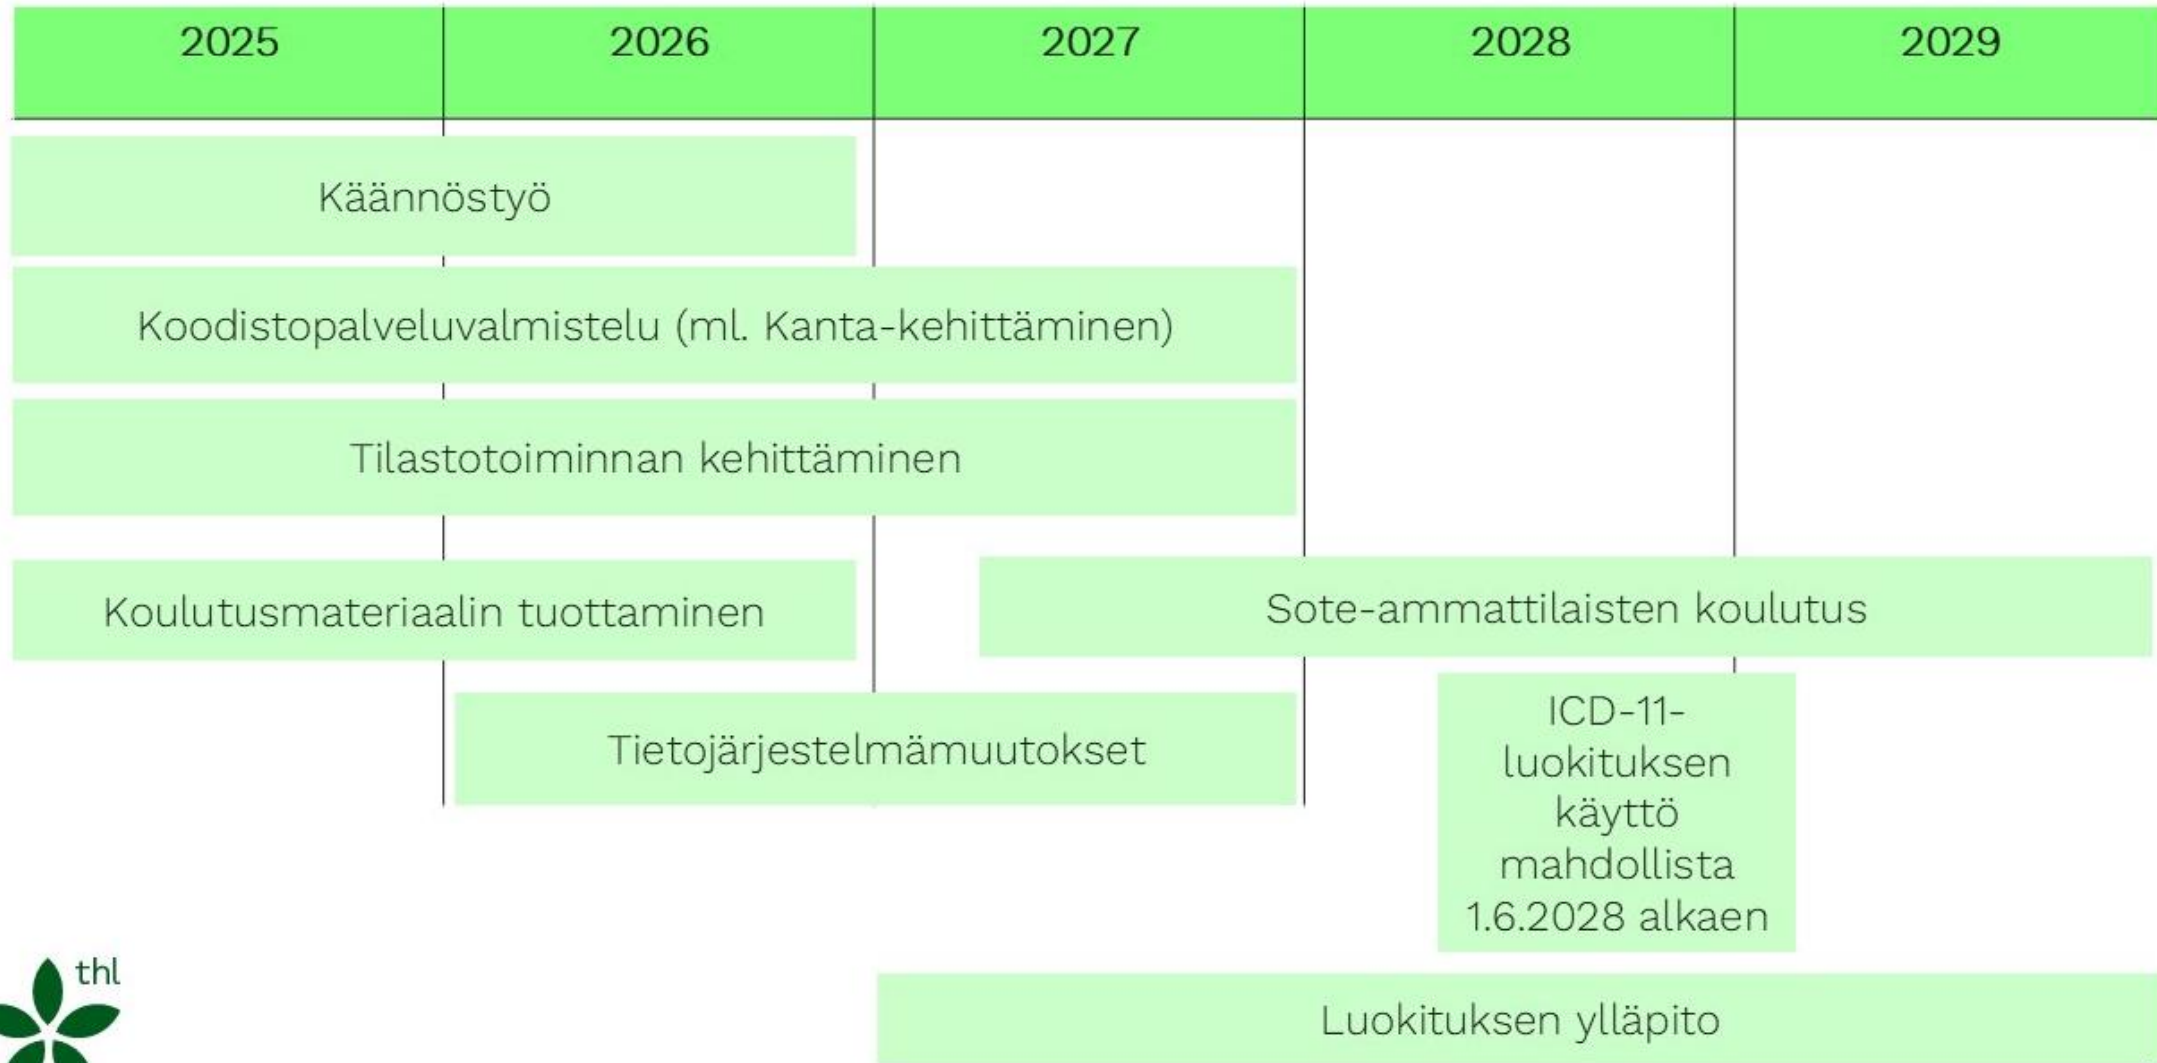 2025 2026 2027 2028 2029
Käännöstyö
Koodistopalveluvalmistelu (ml. Kanta-kehittäminen)
Tilastotoiminnan kehittäminen
Koulutusmateriaalin tuottaminen
Sote-ammattilaisten koulutus
Tietojärjestelmämuutokset
ICD-11-
luokituksen
käyttö
mahdollista
1.6.2028 alkaen
thl
Luokituksen ylläpito